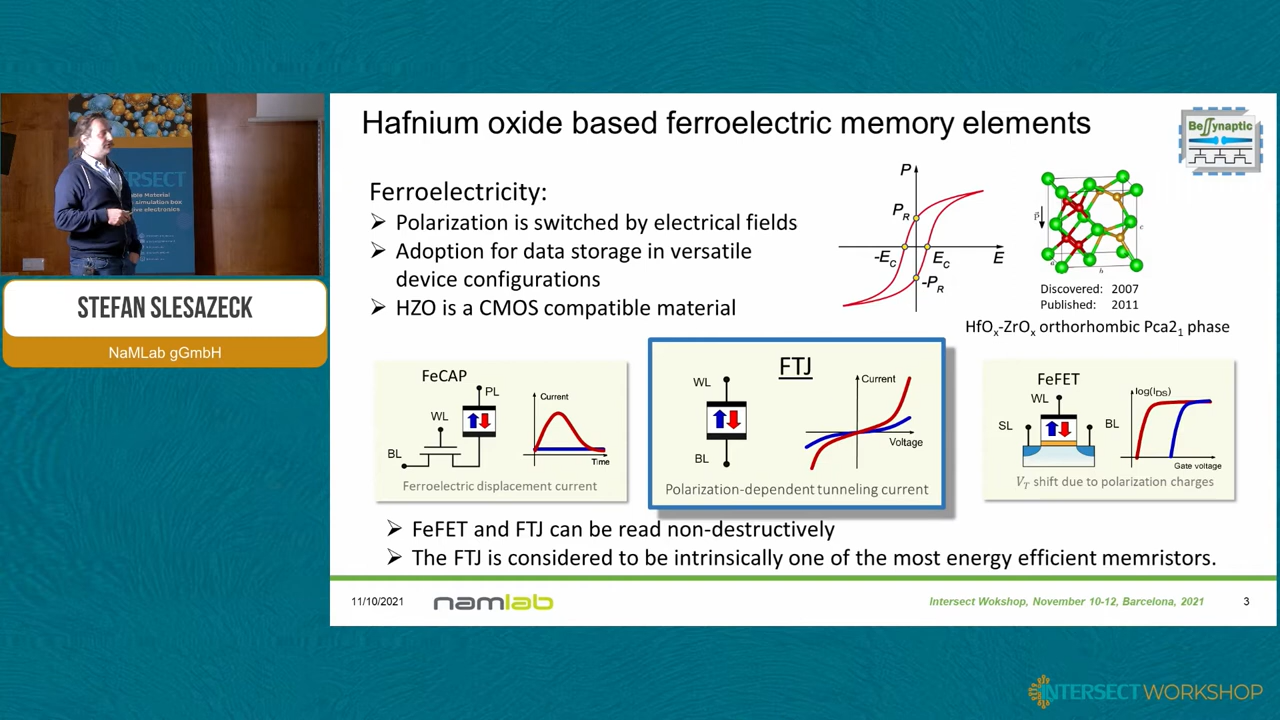 Hafnium oxide based ferroelectric memory elements
Be∫∫ynaptic
Ferroelectricity:
➢ Polarization is switched by electrical fields
➢ Adoption for data storage in versatile
device configurations
➢ HZO is a CMOS compatible material
P
P_R
-E_C
E_C
E
-P_R
P
a
b
c
Discovered: 2007
Published: 2011
HfOₓ-ZrOₓ orthorhombic Pca2₁ phase
FeCAP
PL
WL
BL
Current
Time
Ferroelectric displacement current
FTJ
WL
BL
Current
Voltage
Polarization-dependent tunneling current
FeFET
WL
SL
BL
log(I_DS)
Gate voltage
V_T shift due to polarization charges
➢ FeFET and FTJ can be read non-destructively
➢ The FTJ is considered to be intrinsically one of the most energy efficient memristors.
11/10/2021
namlab
Intersect Wokshop, November 10-12, Barcelona, 2021
3
STEFAN SLESAZECK
NaMLab gGmbH
INTERSECTWORKSHOP